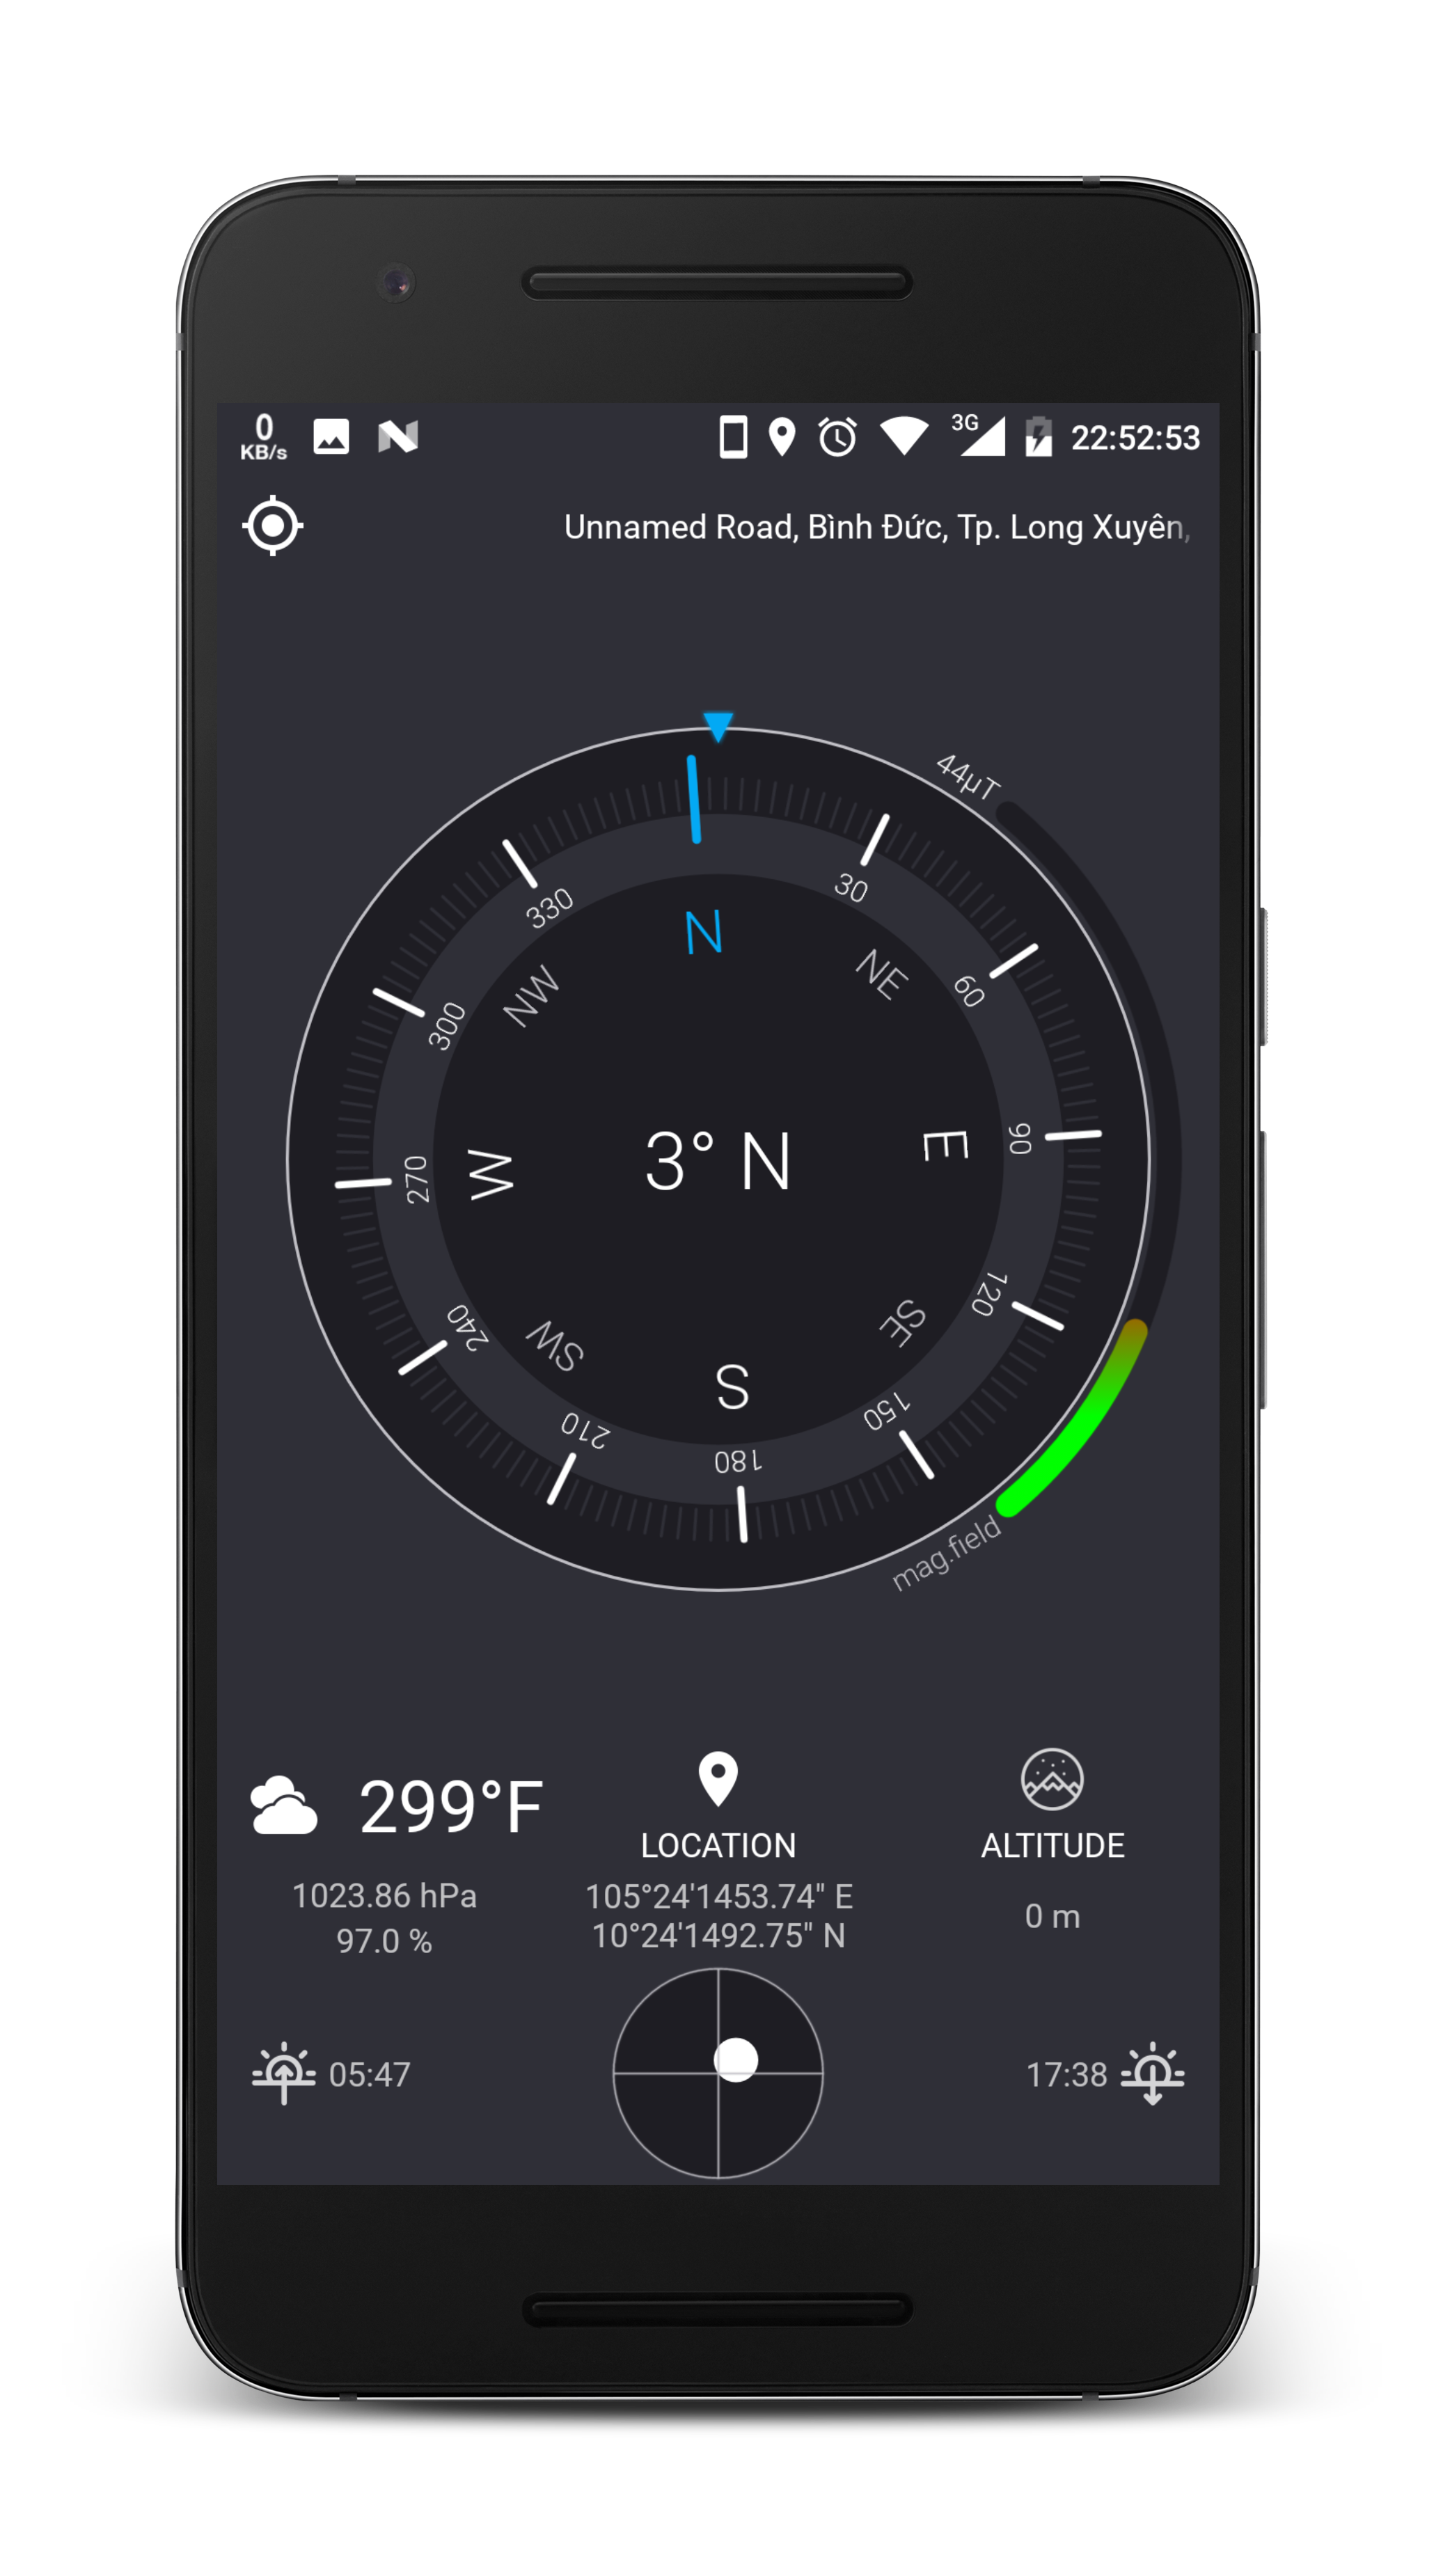 0
KB/s
3G
22:52:53
Unnamed Road, Bình Đức, Tp. Long Xuyên,
44µT
330
30
N
NW
NE
300
60
3° N
W
E
270
90
240
120
SW
SE
S
210
150
180
mag.field
299°F
LOCATION
ALTITUDE
1023.86 hPa
105°24'1453.74" E
0 m
97.0 %
10°24'1492.75" N
05:47
17:38